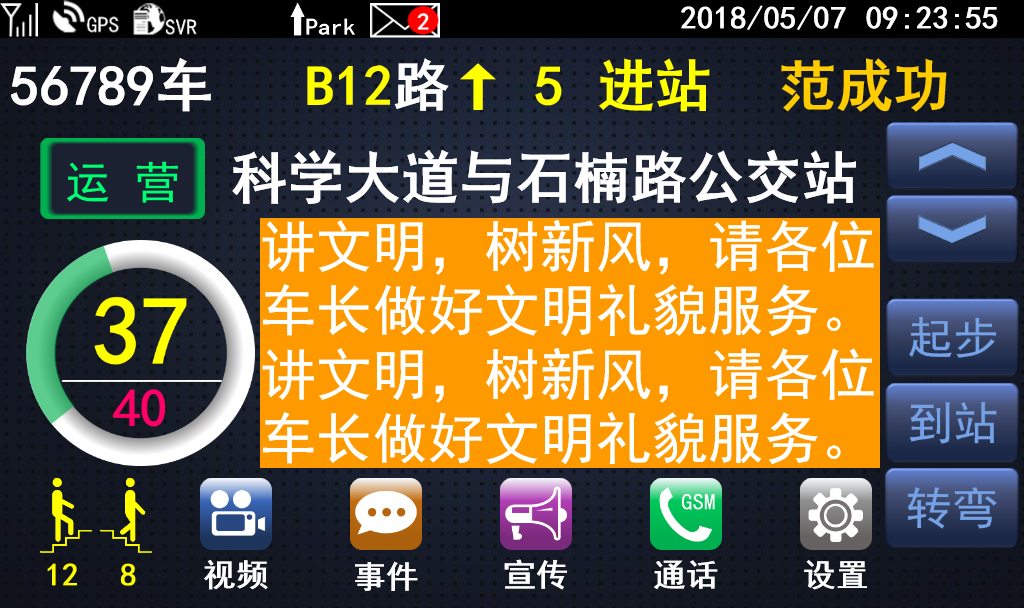 GPS SVR Park 2 2018/05/07 09:23:55
56789车 B12路↑ 5 进站 范成功
运营 科学大道与石楠路公交站
讲文明，树新风，请各位
车长做好文明礼貌服务。
讲文明，树新风，请各位
车长做好文明礼貌服务。
37
40
起步
到站
转弯
GSM
12 8 视频 事件 宣传 通话 设置